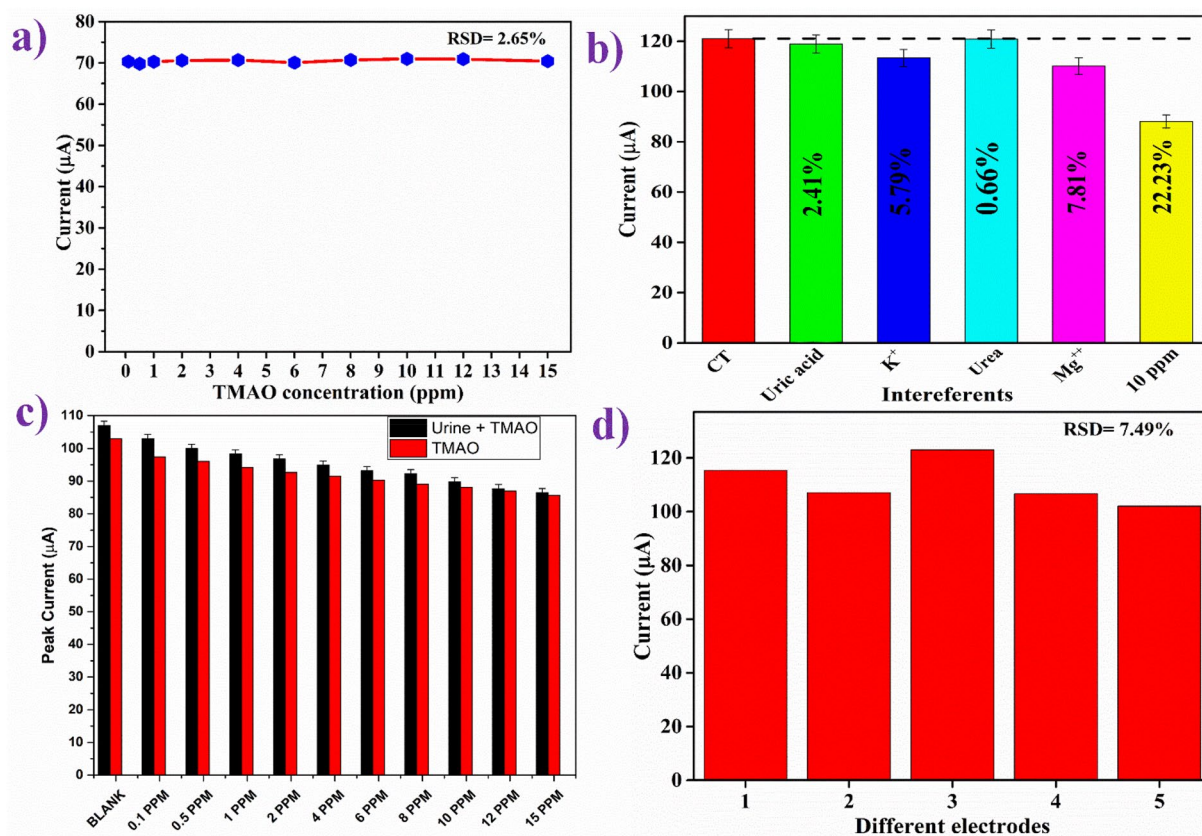 a)
RSD= 2.65%
80
70
60
50
40
30
20
10
0
Current (µA)
0 1 2 3 4 5 6 7 8 9 10 11 12 13 14 15
TMAO concentration (ppm)
b)
120
100
80
60
40
20
0
Current (µA)
2.41%
5.79%
0.66%
7.81%
22.23%
CT
Uric acid
K⁺
Urea
Mg⁺⁺
10 ppm
Intereferents
c)
110
100
90
80
70
60
50
40
30
20
10
0
Peak Current (µA)
Urine + TMAO
TMAO
BLANK
0.1 PPM
0.5 PPM
1 PPM
2 PPM
4 PPM
6 PPM
8 PPM
10 PPM
12 PPM
15 PPM
d)
RSD= 7.49%
120
100
80
60
40
20
0
Current (µA)
1 2 3 4 5
Different electrodes